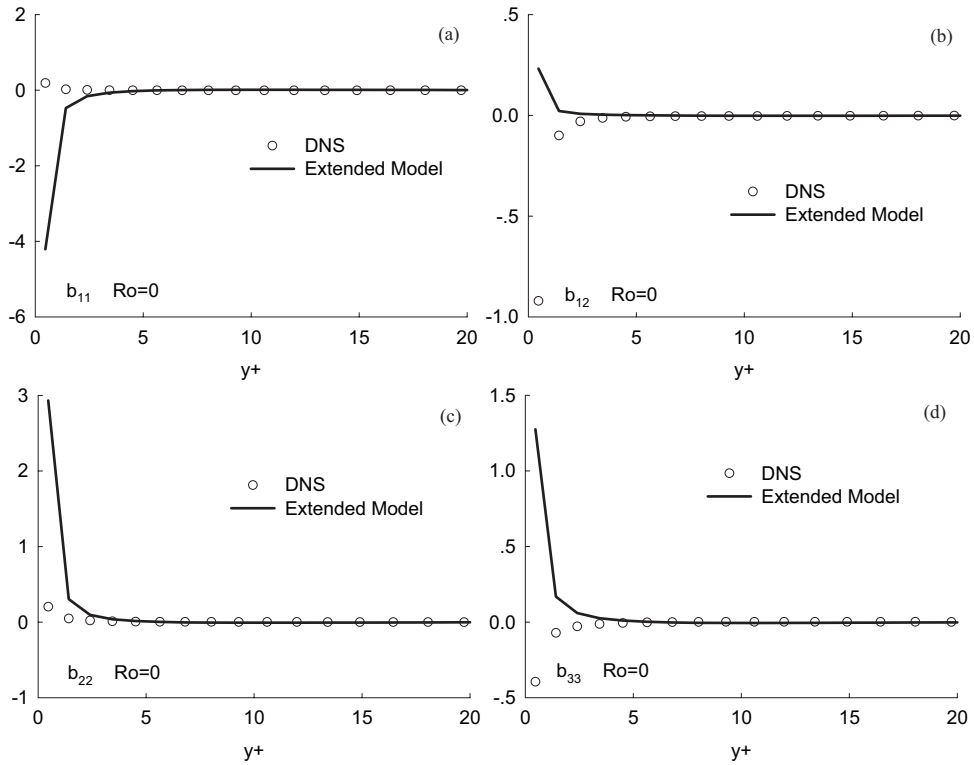 2
(a)
0
DNS
Extended Model
-2
-4
b11 Ro=0
-6
0 5 10 15 20
y+
.5
(b)
0.0
DNS
Extended Model
-.5
b12 Ro=0
-1.0
0 5 10 15 20
y+
3
(c)
2
DNS
Extended Model
1
0
b22 Ro=0
-1
0 5 10 15 20
y+
1.5
(d)
1.0
DNS
Extended Model
.5
0.0
b33 Ro=0
-.5
0 5 10 15 20
y+